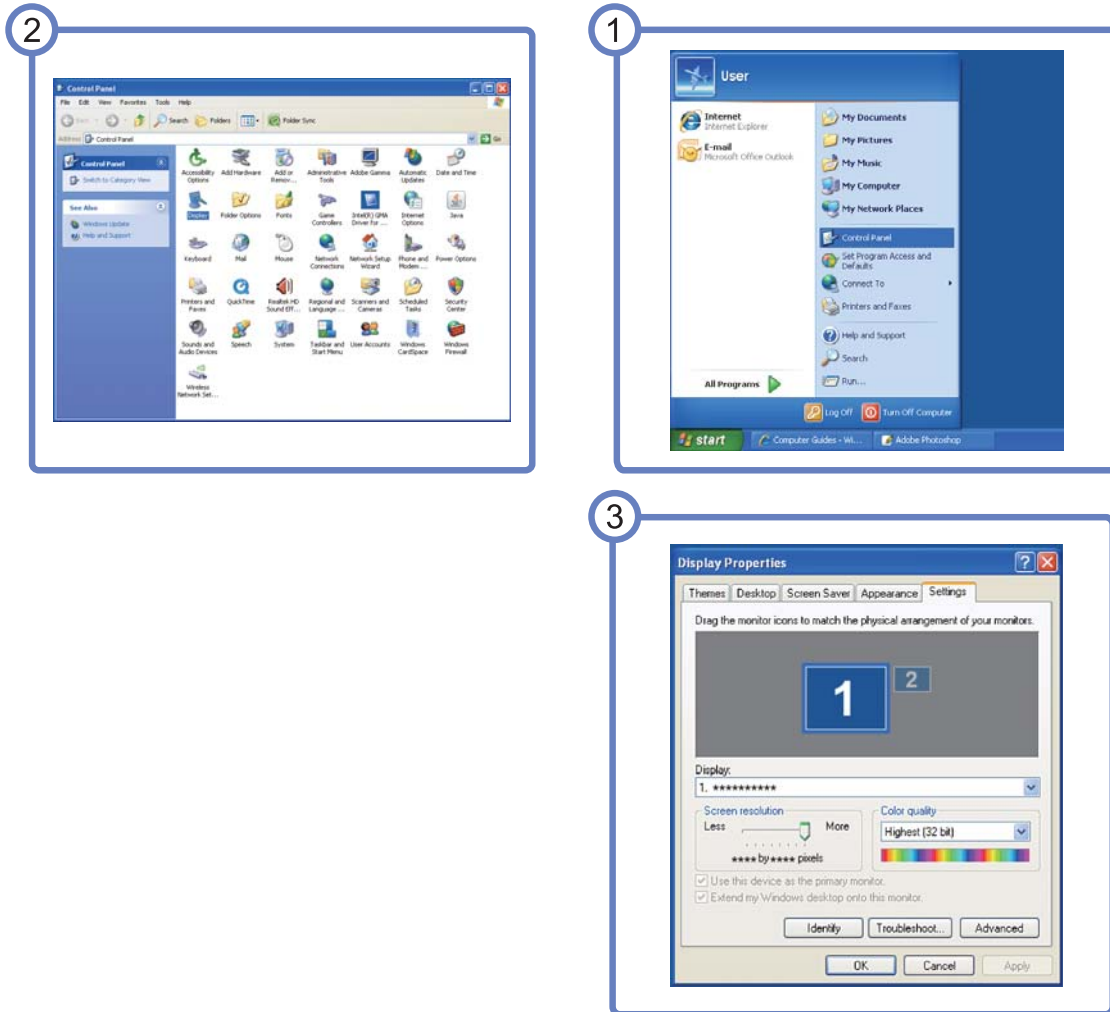 2
Control Panel
File Edit View Favorites Tools Help
Back Search Folders Folder Sync
Address Control Panel Go
Control Panel
Switch to Category View
See Also
Windows Update
Help and Support
Accessibility Options
Add Hardware
Add or Remov...
Administrative Tools
Adobe Gamma
Automatic Updates
Date and Time
Display
Folder Options
Fonts
Game Controllers
Intel(R) GMA Driver for ...
Internet Options
Java
Keyboard
Mail
Mouse
Network Connections
Network Setup Wizard
Phone and Modem ...
Power Options
Printers and Faxes
QuickTime
Realtek HD Sound Eff...
Regional and Language ...
Scanners and Cameras
Scheduled Tasks
Security Center
Sounds and Audio Devices
Speech
System
Taskbar and Start Menu
User Accounts
Windows CardSpace
Windows Firewall
Wireless Network Set...
1
User
Internet
Internet Explorer
E-mail
Microsoft Office Outlook
All Programs
My Documents
My Pictures
My Music
My Computer
My Network Places
Control Panel
Set Program Access and
Defaults
Connect To
Printers and Faxes
Help and Support
Search
Run...
Log Off Turn Off Computer
start Computer Guides - Wi... Adobe Photoshop
3
Display Properties
Themes Desktop Screen Saver Appearance Settings
Drag the monitor icons to match the physical arrangement of your monitors.
1 2
Display:
1. **********
Screen resolution
Less More
**** by **** pixels
Color quality
Highest (32 bit)
Use this device as the primary monitor.
Extend my Windows desktop onto this monitor.
Identify Troubleshoot... Advanced
OK Cancel Apply